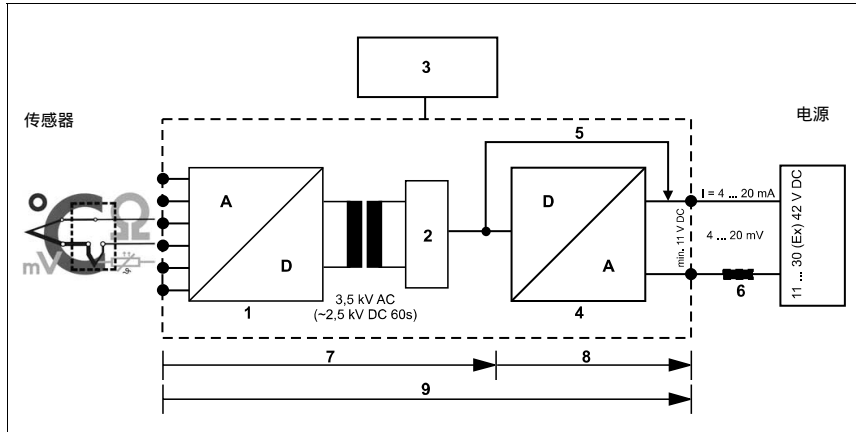 3
传感器
电源
5
A
D
2
D
A
min. 11 V DC
I = 4 ... 20 mA
4 ... 20 mV
11 ... 30 (Ex) 42 V DC
°C
Ω
mV
-ϑ-
6
3,5 kV AC
(~2,5 kV DC 60s)
1
4
7
8
9